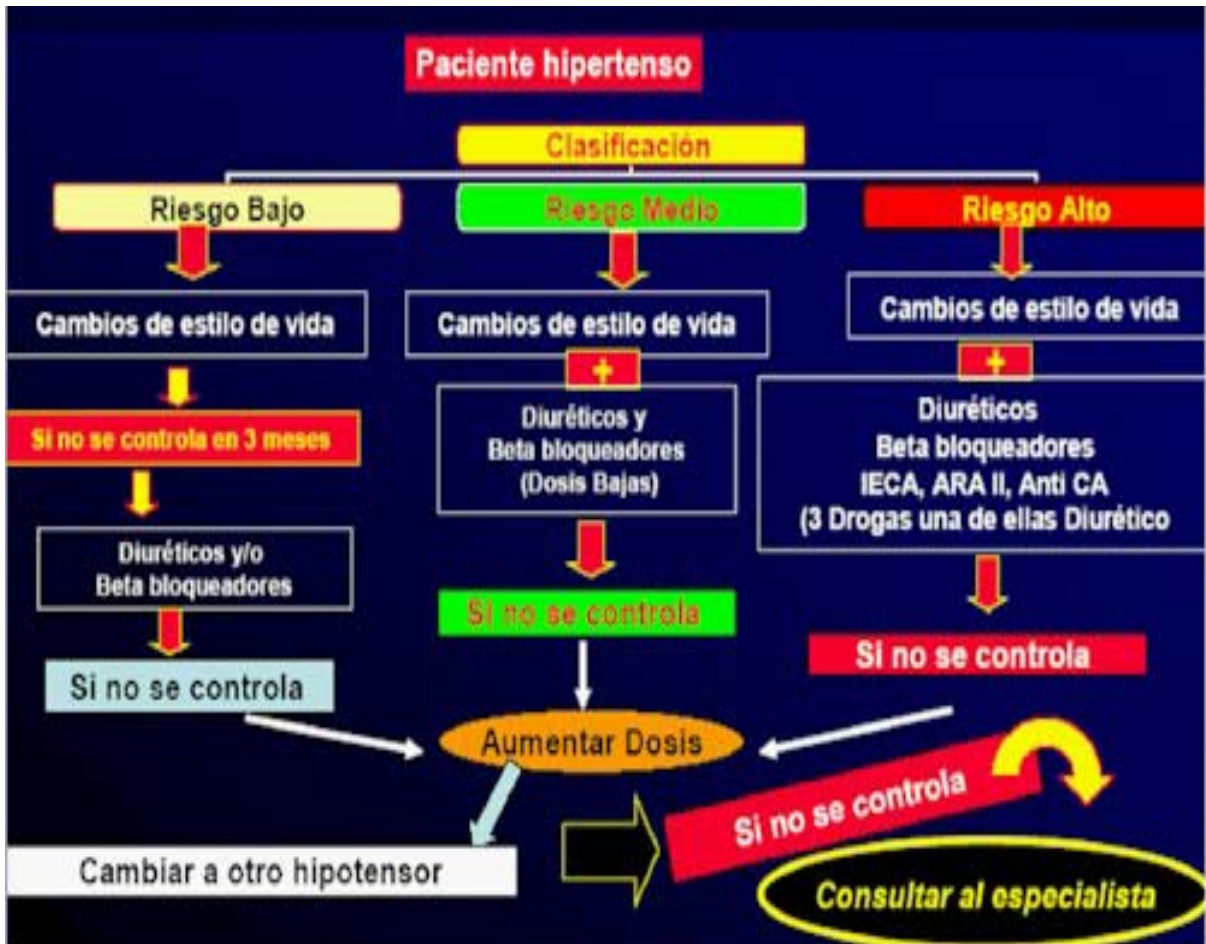 Paciente hipertenso
Clasificación
Riesgo Bajo
Riesgo Medio
Riesgo Alto
Cambios de estilo de vida
Si no se controla en 3 meses
Diuréticos y/o
Beta bloqueadores
Si no se controla
Cambios de estilo de vida
+
Diuréticos y
Beta bloqueadores
(Dosis Bajas)
Si no se controla
Cambios de estilo de vida
+
Diuréticos
Beta bloqueadores
IECA, ARA II, Anti CA
(3 Drogas una de ellas Diurético
Si no se controla
Aumentar Dosis
Cambiar a otro hipotensor
Si no se controla
Consultar al especialista